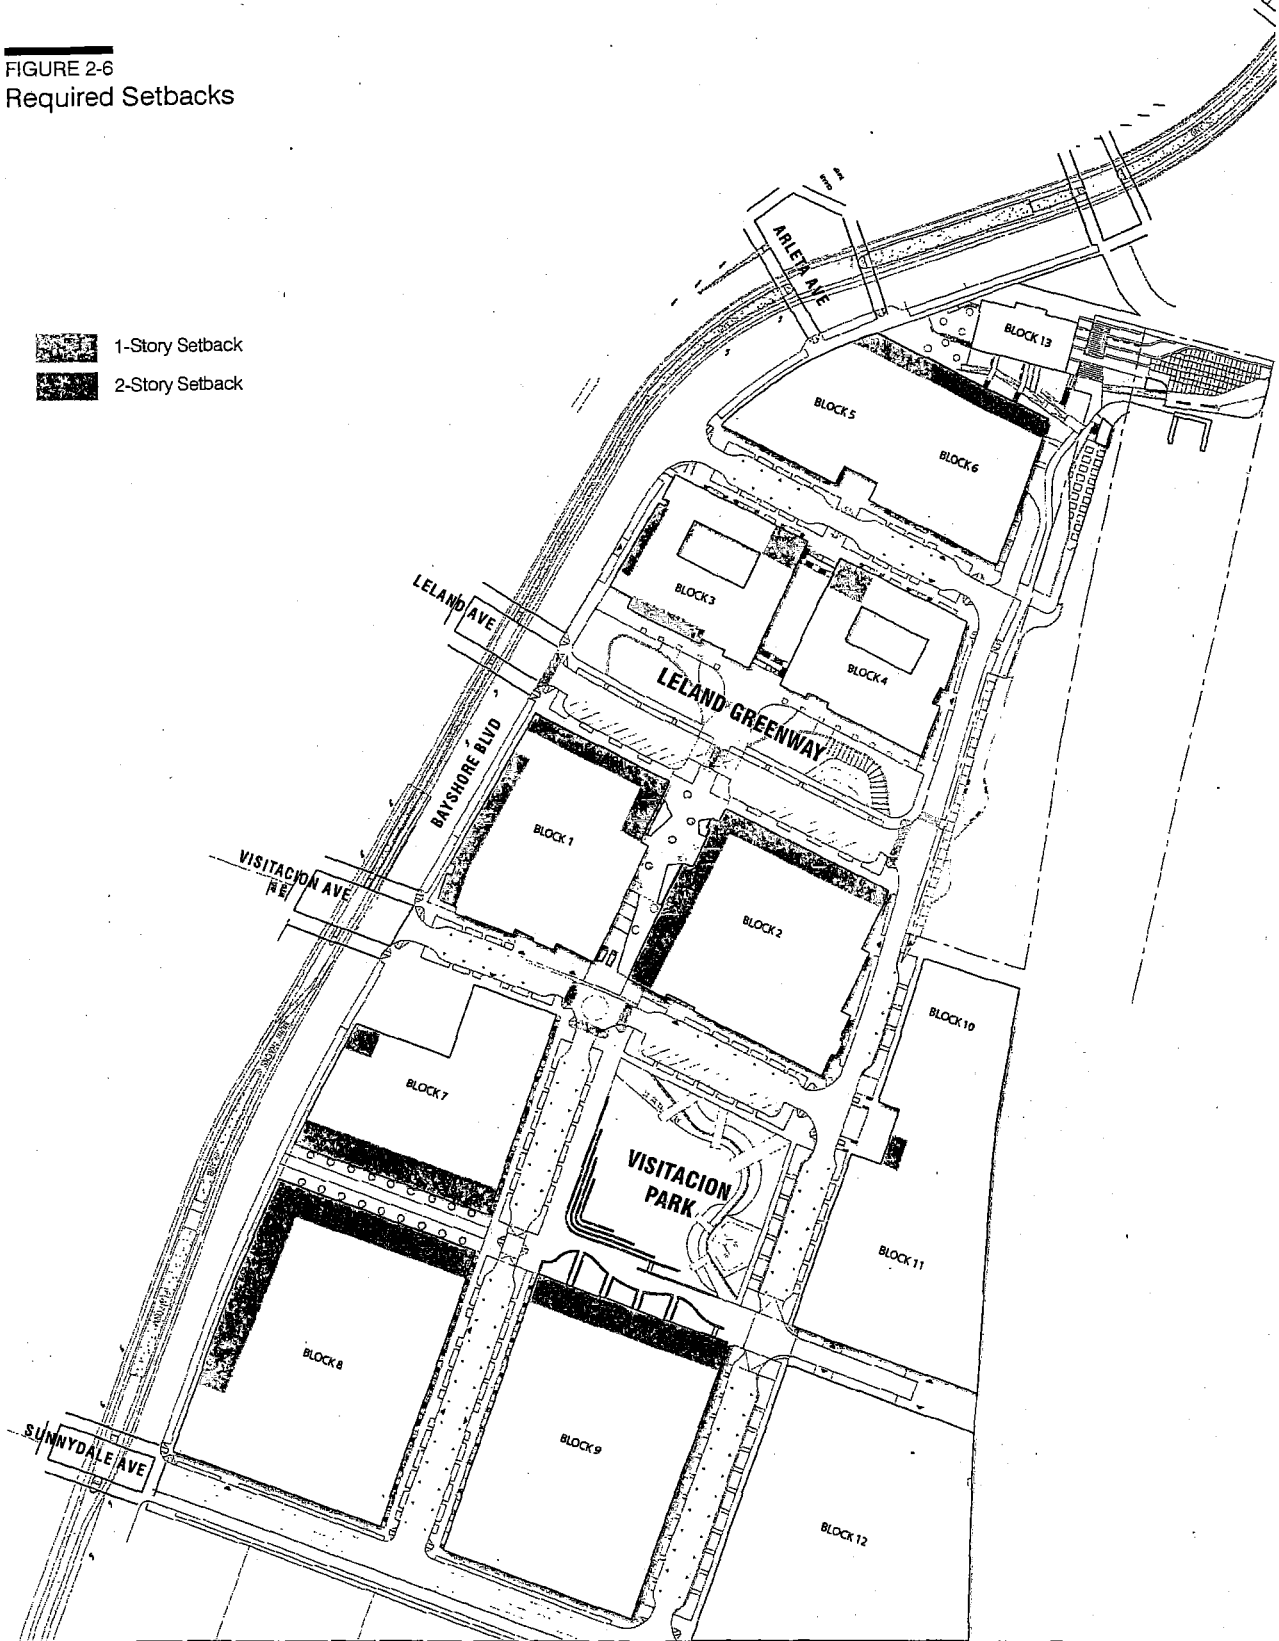 FIGURE 2-6
Required Setbacks
1-Story Setback
2-Story Setback
ARLETA AVE
BLOCK 13
BLOCK 5
BLOCK 6
LELAND AVE
BLOCK 3
BLOCK 4
LELAND GREENWAY
BAYSHORE BLVD
BLOCK 1
VISITACION AVE
BLOCK 2
BLOCK 10
BLOCK 7
VISITACION
PARK
BLOCK 11
BLOCK 8
BLOCK 9
SUNNYDALE AVE
BLOCK 12